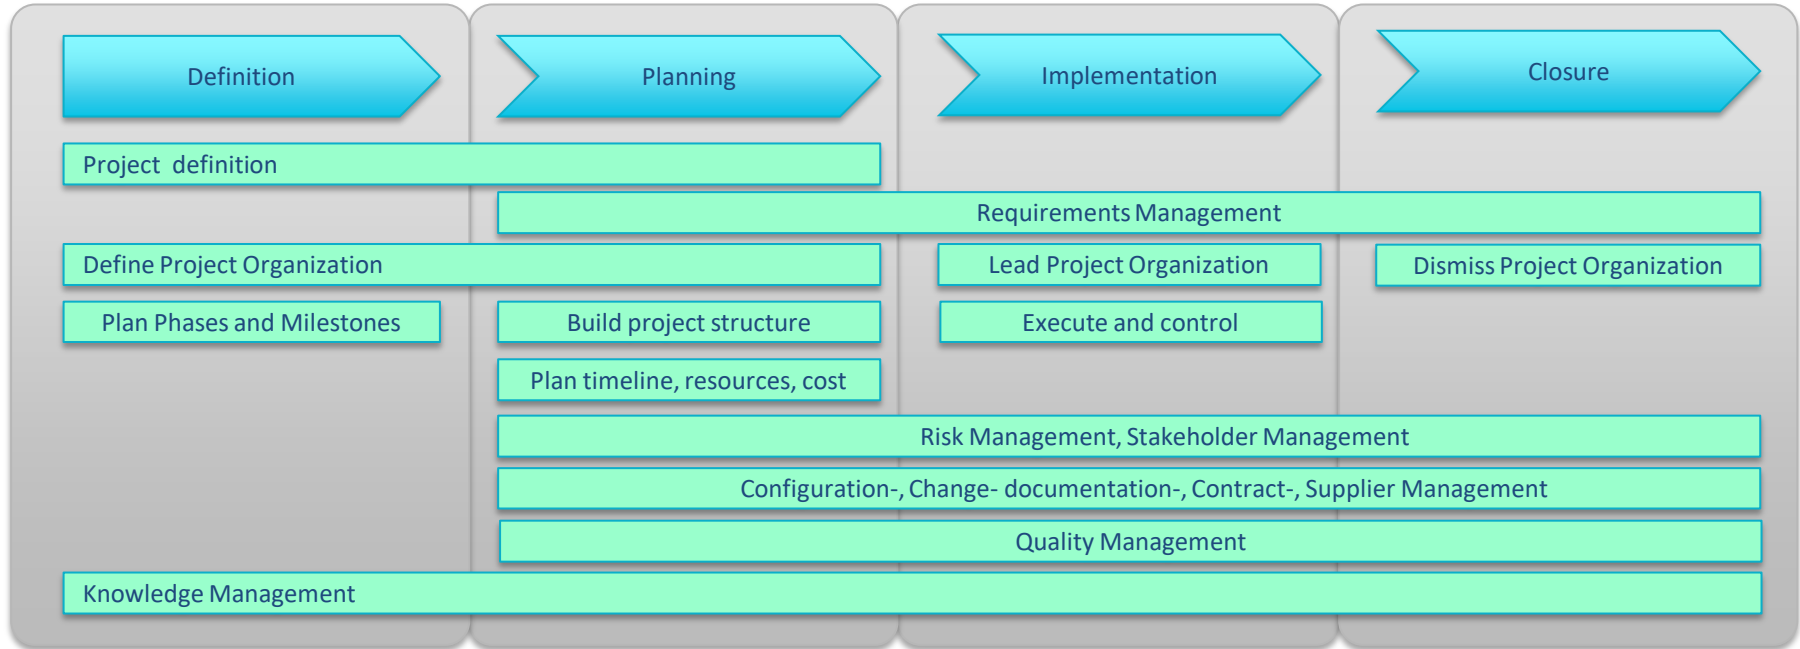 Definition
Planning
Implementation
Closure
Project definition
Requirements Management
Define Project Organization
Lead Project Organization
Dismiss Project Organization
Plan Phases and Milestones
Build project structure
Execute and control
Plan timeline, resources, cost
Risk Management, Stakeholder Management
Configuration-, Change- documentation-, Contract-, Supplier Management
Quality Management
Knowledge Management